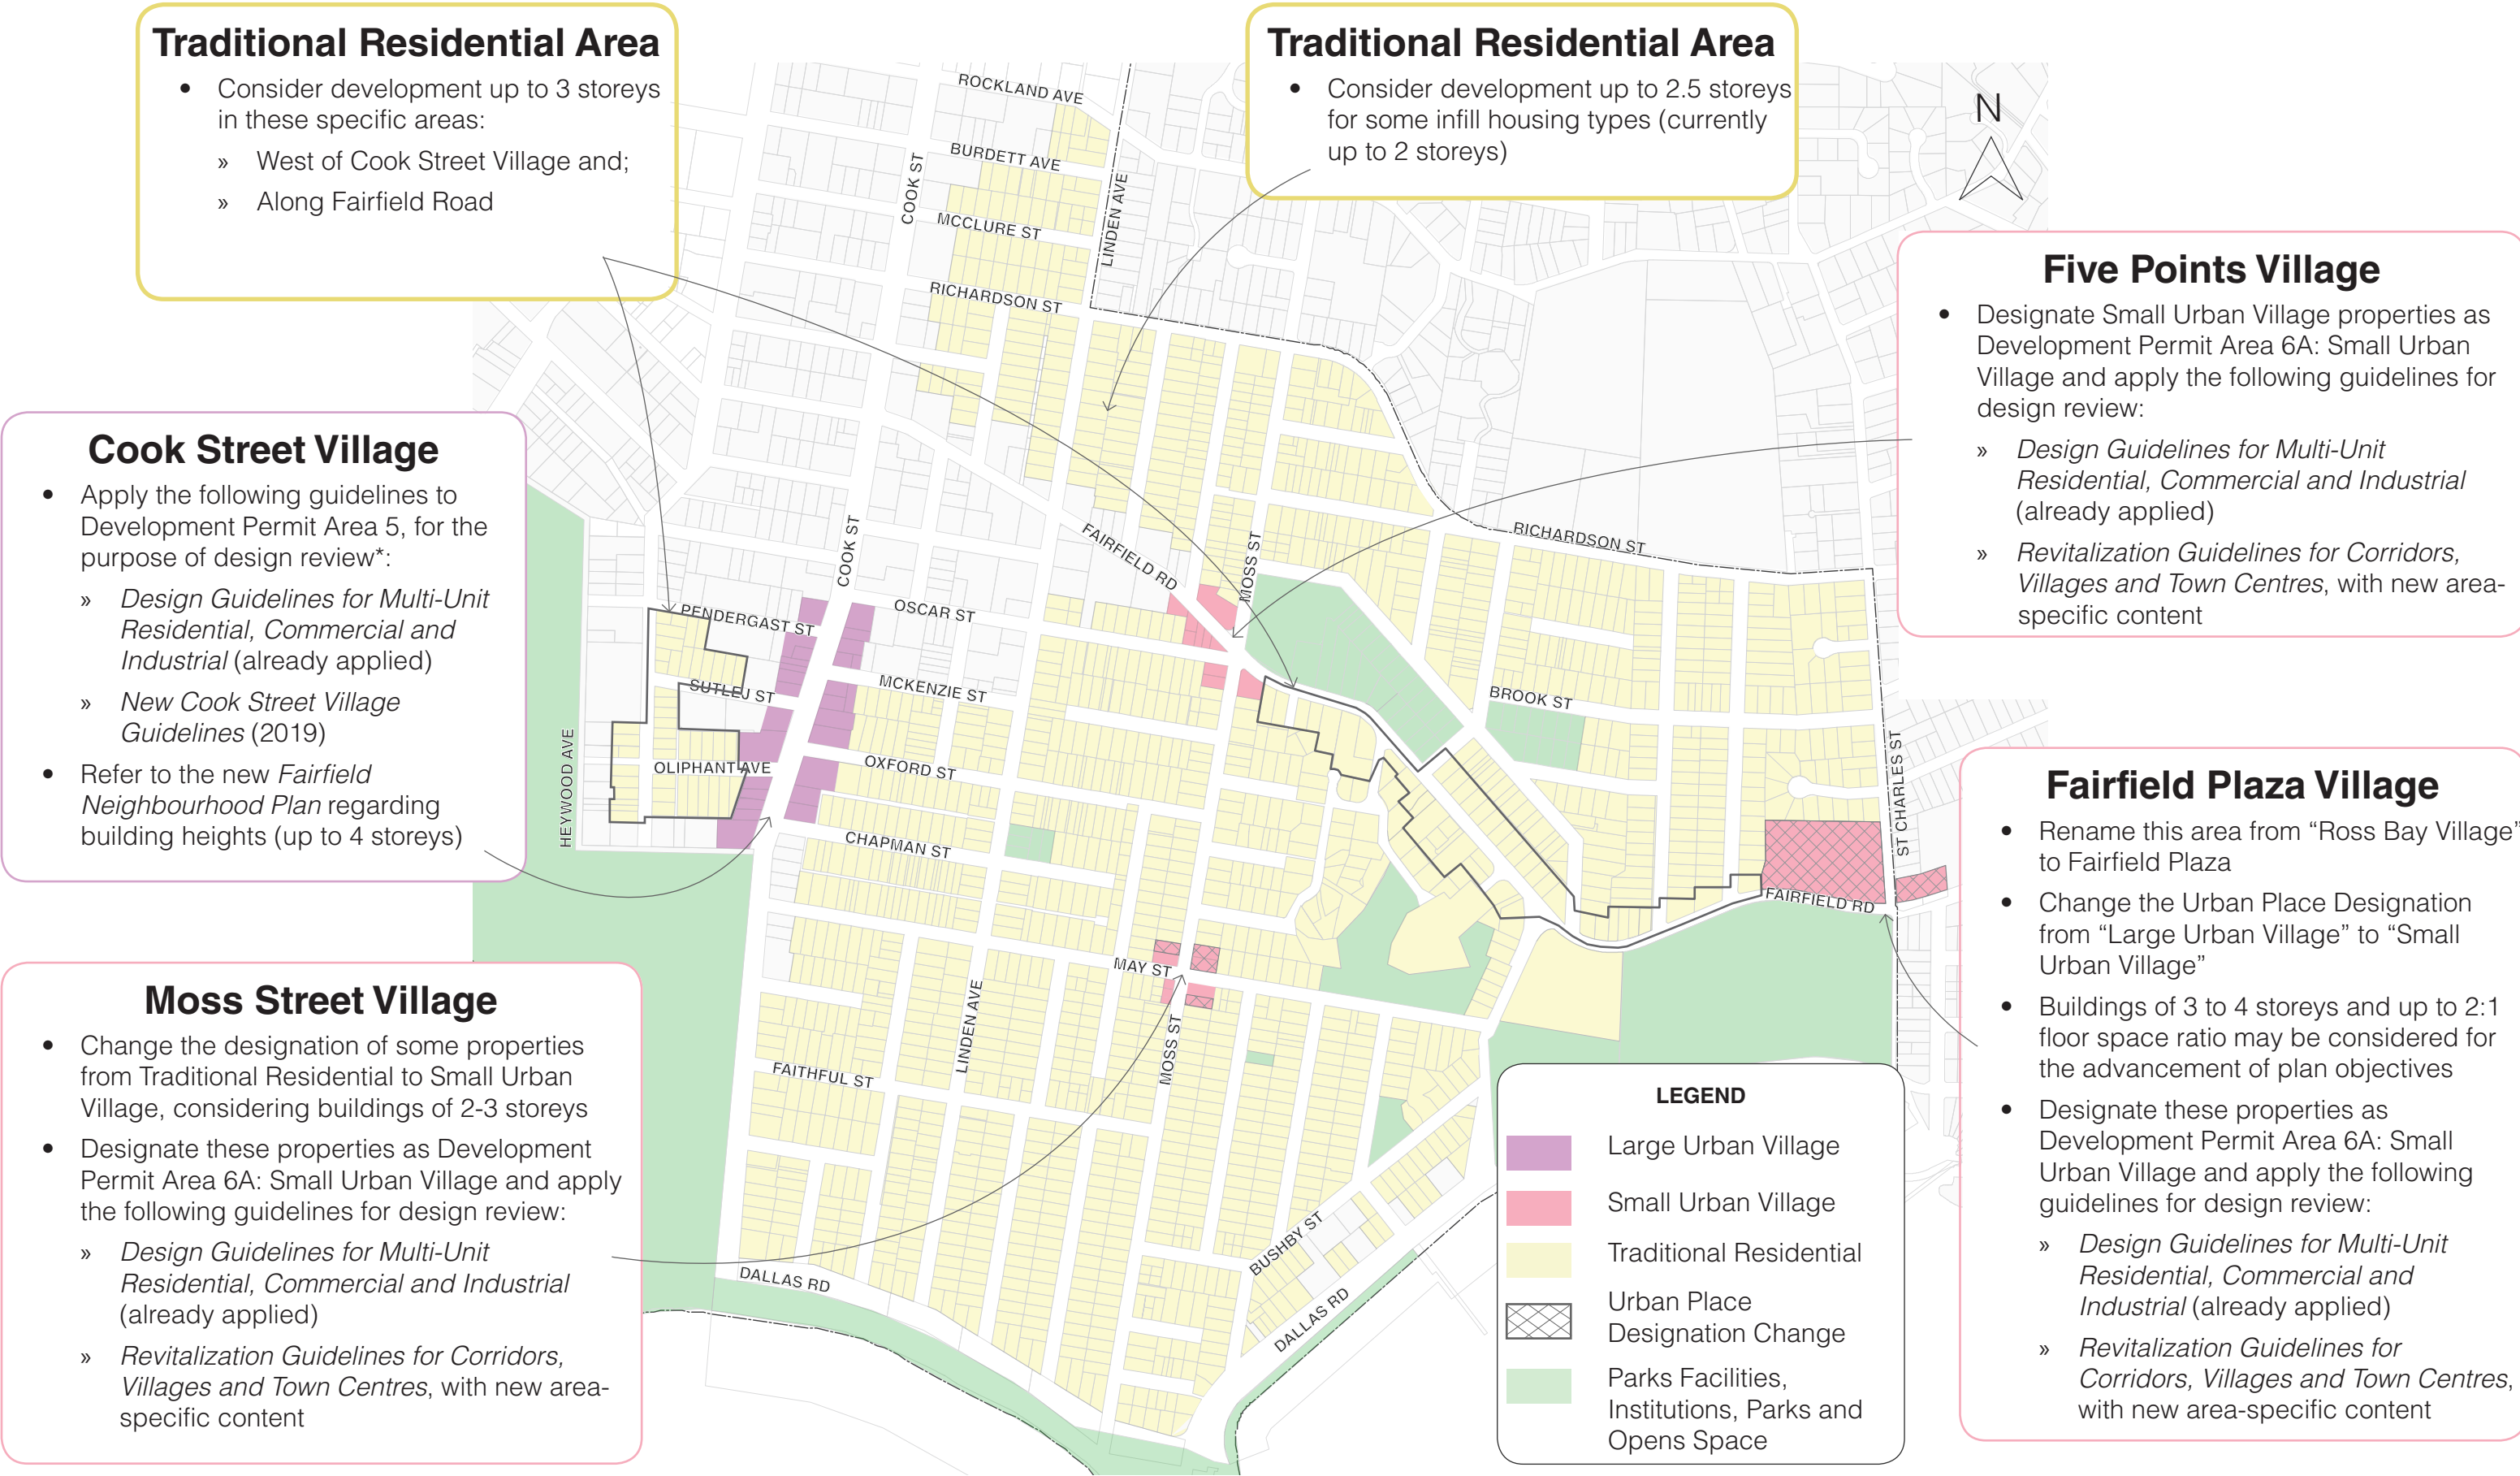 Traditional Residential Area
• Consider development up to 3 storeys
in these specific areas:
» West of Cook Street Village and;
» Along Fairfield Road
Traditional Residential Area
• Consider development up to 2.5 storeys
for some infill housing types (currently
up to 2 storeys)
N
Five Points Village
• Designate Small Urban Village properties as
Development Permit Area 6A: Small Urban
Village and apply the following guidelines for
design review:
» Design Guidelines for Multi-Unit
Residential, Commercial and Industrial
(already applied)
» Revitalization Guidelines for Corridors,
Villages and Town Centres, with new area-
specific content
Cook Street Village
• Apply the following guidelines to
Development Permit Area 5, for the
purpose of design review*:
» Design Guidelines for Multi-Unit
Residential, Commercial and
Industrial (already applied)
» New Cook Street Village
Guidelines (2019)
• Refer to the new Fairfield
Neighbourhood Plan regarding
building heights (up to 4 storeys)
Moss Street Village
• Change the designation of some properties
from Traditional Residential to Small Urban
Village, considering buildings of 2-3 storeys
• Designate these properties as Development
Permit Area 6A: Small Urban Village and apply
the following guidelines for design review:
» Design Guidelines for Multi-Unit
Residential, Commercial and Industrial
(already applied)
» Revitalization Guidelines for Corridors,
Villages and Town Centres, with new area-
specific content
Fairfield Plaza Village
• Rename this area from “Ross Bay Village”
to Fairfield Plaza
• Change the Urban Place Designation
from “Large Urban Village” to “Small
Urban Village”
• Buildings of 3 to 4 storeys and up to 2:1
floor space ratio may be considered for
the advancement of plan objectives
• Designate these properties as
Development Permit Area 6A: Small
Urban Village and apply the following
guidelines for design review:
» Design Guidelines for Multi-Unit
Residential, Commercial and
Industrial (already applied)
» Revitalization Guidelines for
Corridors, Villages and Town Centres,
with new area-specific content
ROCKLAND AVE
BURDETT AVE
COOK ST
MCCLURE ST
LINDEN AVE
RICHARDSON ST
COOK ST
FAIRFIELD RD
MOSS ST
RICHARDSON ST
PENDERGAST ST
OSCAR ST
SUTLEJ ST
MCKENZIE ST
BROOK ST
HEYWOOD AVE
OLIPHANT AVE
OXFORD ST
ST CHARLES ST
CHAPMAN ST
FAIRFIELD RD
MAY ST
LINDEN AVE
MOSS ST
FAITHFUL ST
BUSHBY ST
DALLAS RD
DALLAS RD
LEGEND
Large Urban Village
Small Urban Village
Traditional Residential
Urban Place
Designation Change
Parks Facilities,
Institutions, Parks and
Opens Space